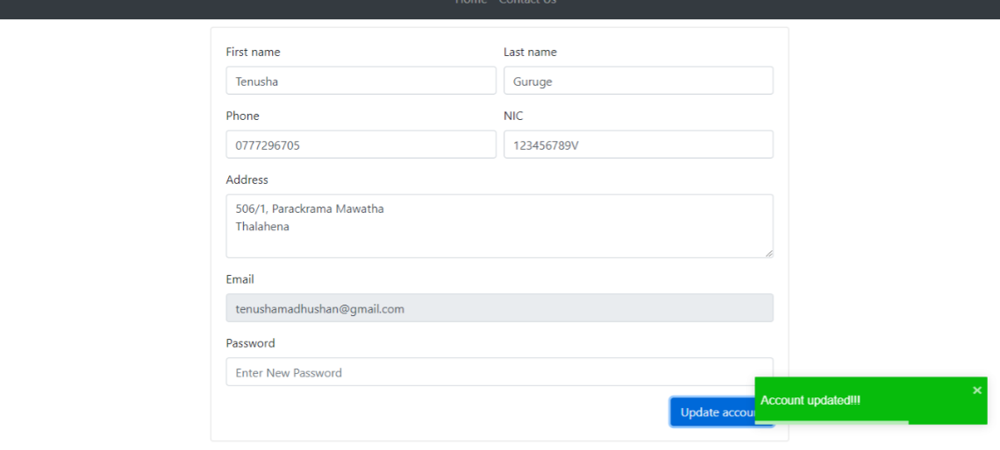 Home Contact Us
First name Last name
Tenusha Guruge
Phone NIC
0777296705 123456789V
Address
506/1, Parackrama Mawatha
Thalahena
Email
tenushamadhushan@gmail.com
Password
Enter New Password
Update accou
Account updated!!! ×